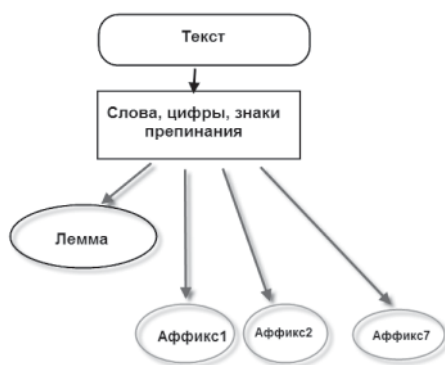 Текст
Слова, цифры, знаки
препинания
Лемма
Аффикс1
Аффикс2
Аффикс7